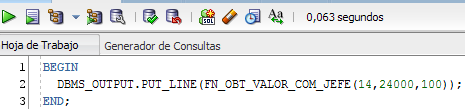 0,063 segundos
Hoja de Trabajo Generador de Consultas
1 BEGIN
2 DBMS_OUTPUT.PUT_LINE(FN_OBT_VALOR_COM_JEFE(14,24000,100));
3 END;